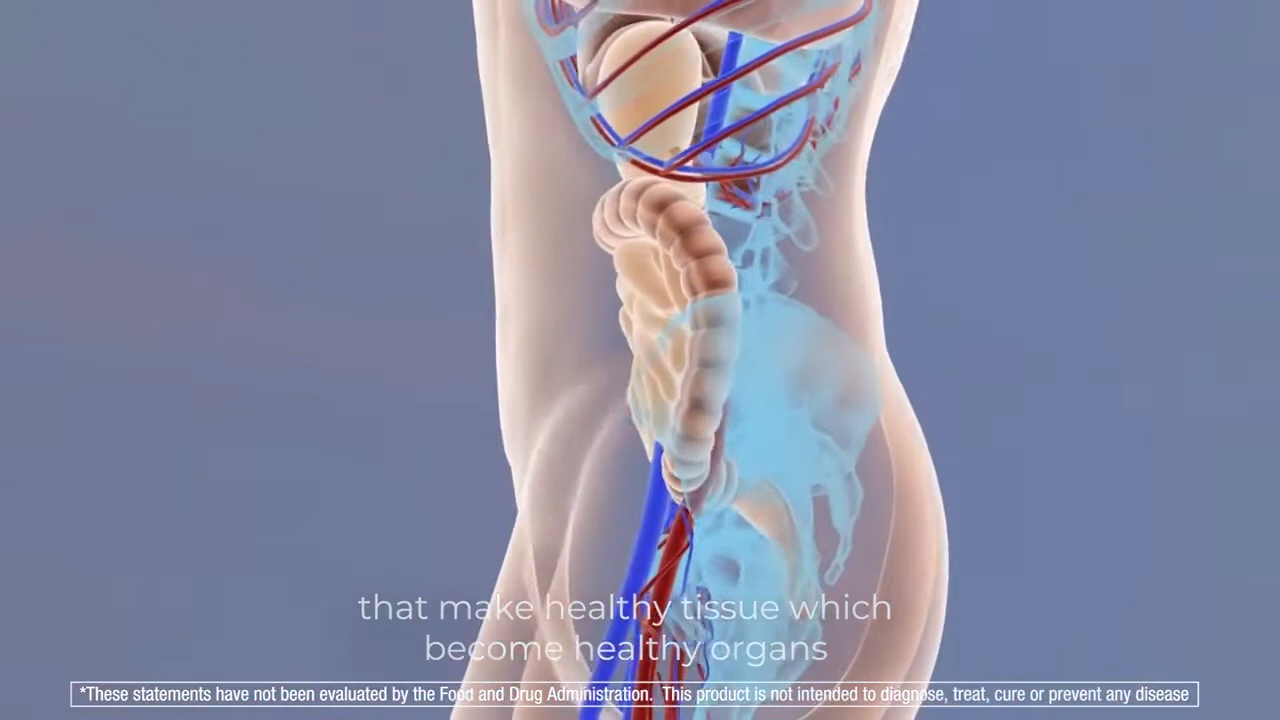 that make healthy tissue which
become healthy organs
*These statements have not been evaluated by the Food and Drug Administration.  This product is not intended to diagnose, treat, cure or prevent any disease